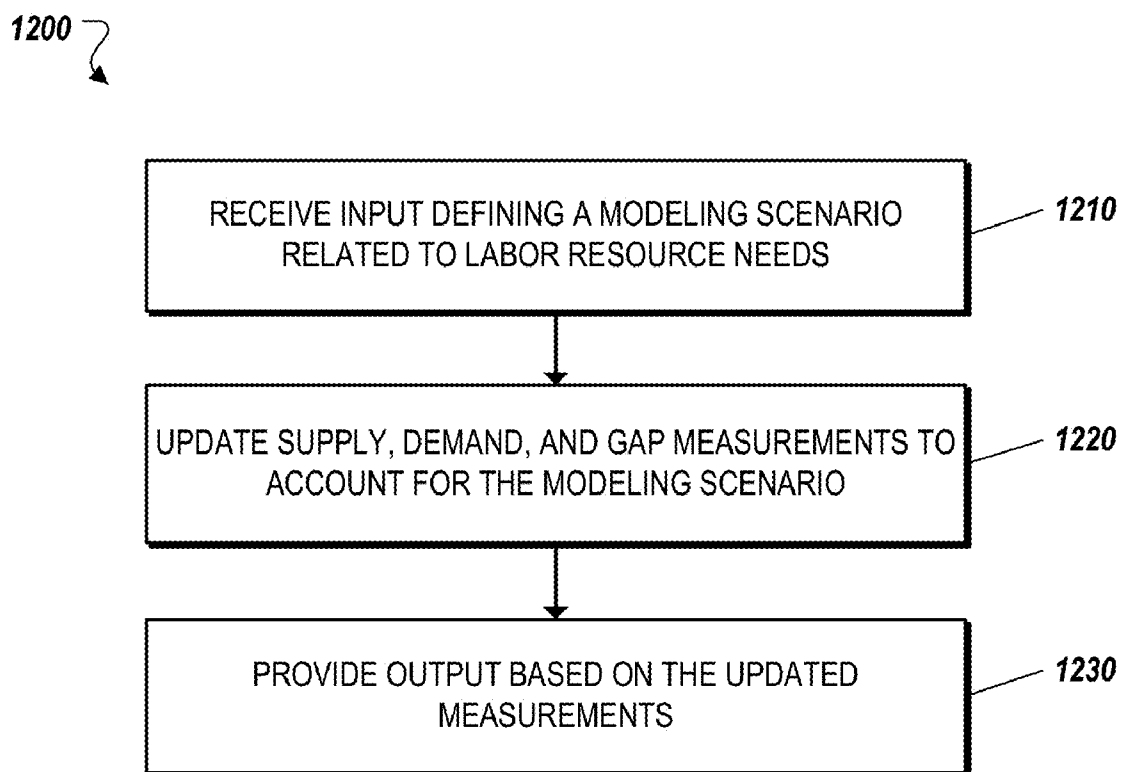 1200
RECEIVE INPUT DEFINING A MODELING SCENARIO
RELATED TO LABOR RESOURCE NEEDS
1210
UPDATE SUPPLY, DEMAND, AND GAP MEASUREMENTS TO
ACCOUNT FOR THE MODELING SCENARIO
1220
PROVIDE OUTPUT BASED ON THE UPDATED
MEASUREMENTS
1230